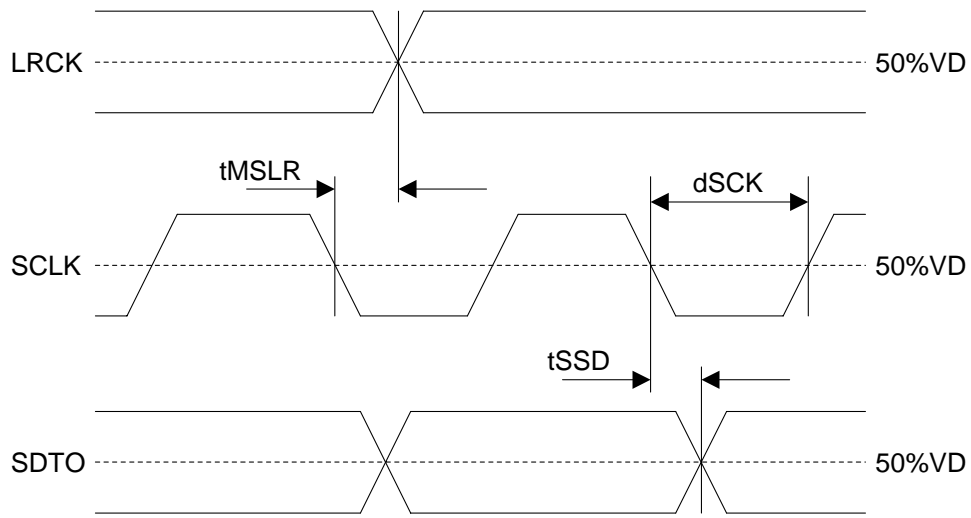 LRCK 50%VD
tMSLR dSCK
SCLK 50%VD
tSSD
SDTO 50%VD